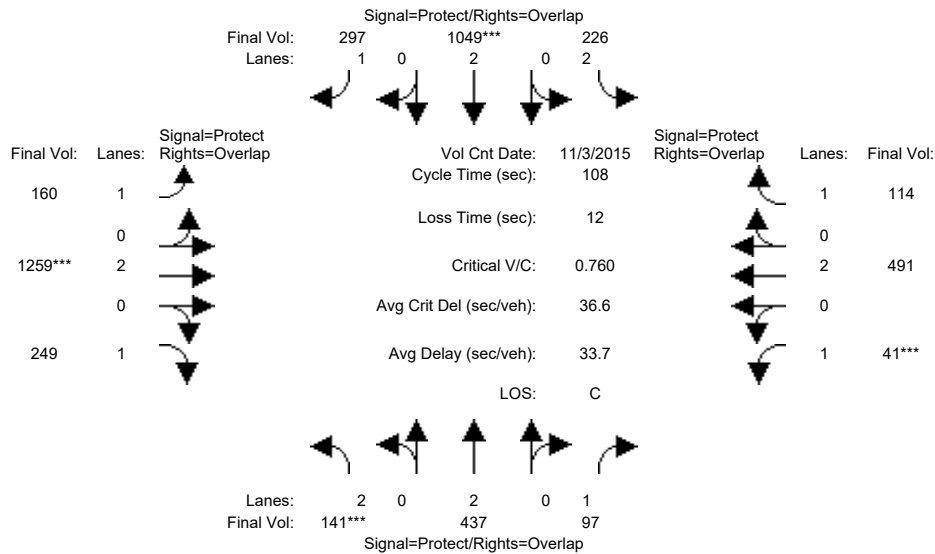 Signal=Protect/Rights=Overlap
Final Vol: 297 1049*** 226
Lanes: 1 0 2 0 2
Signal=Protect
Final Vol: Lanes: Rights=Overlap
Vol Cnt Date: 11/3/2015
Signal=Protect
Rights=Overlap Lanes: Final Vol:
Cycle Time (sec): 108
160 1
1 114
Loss Time (sec): 12
0
0
1259*** 2
Critical V/C: 0.760
2 491
0
Avg Crit Del (sec/veh): 36.6
0
249 1
Avg Delay (sec/veh): 33.7
1 41***
LOS: C
Lanes: 2 0 2 0 1
Final Vol: 141*** 437 97
Signal=Protect/Rights=Overlap